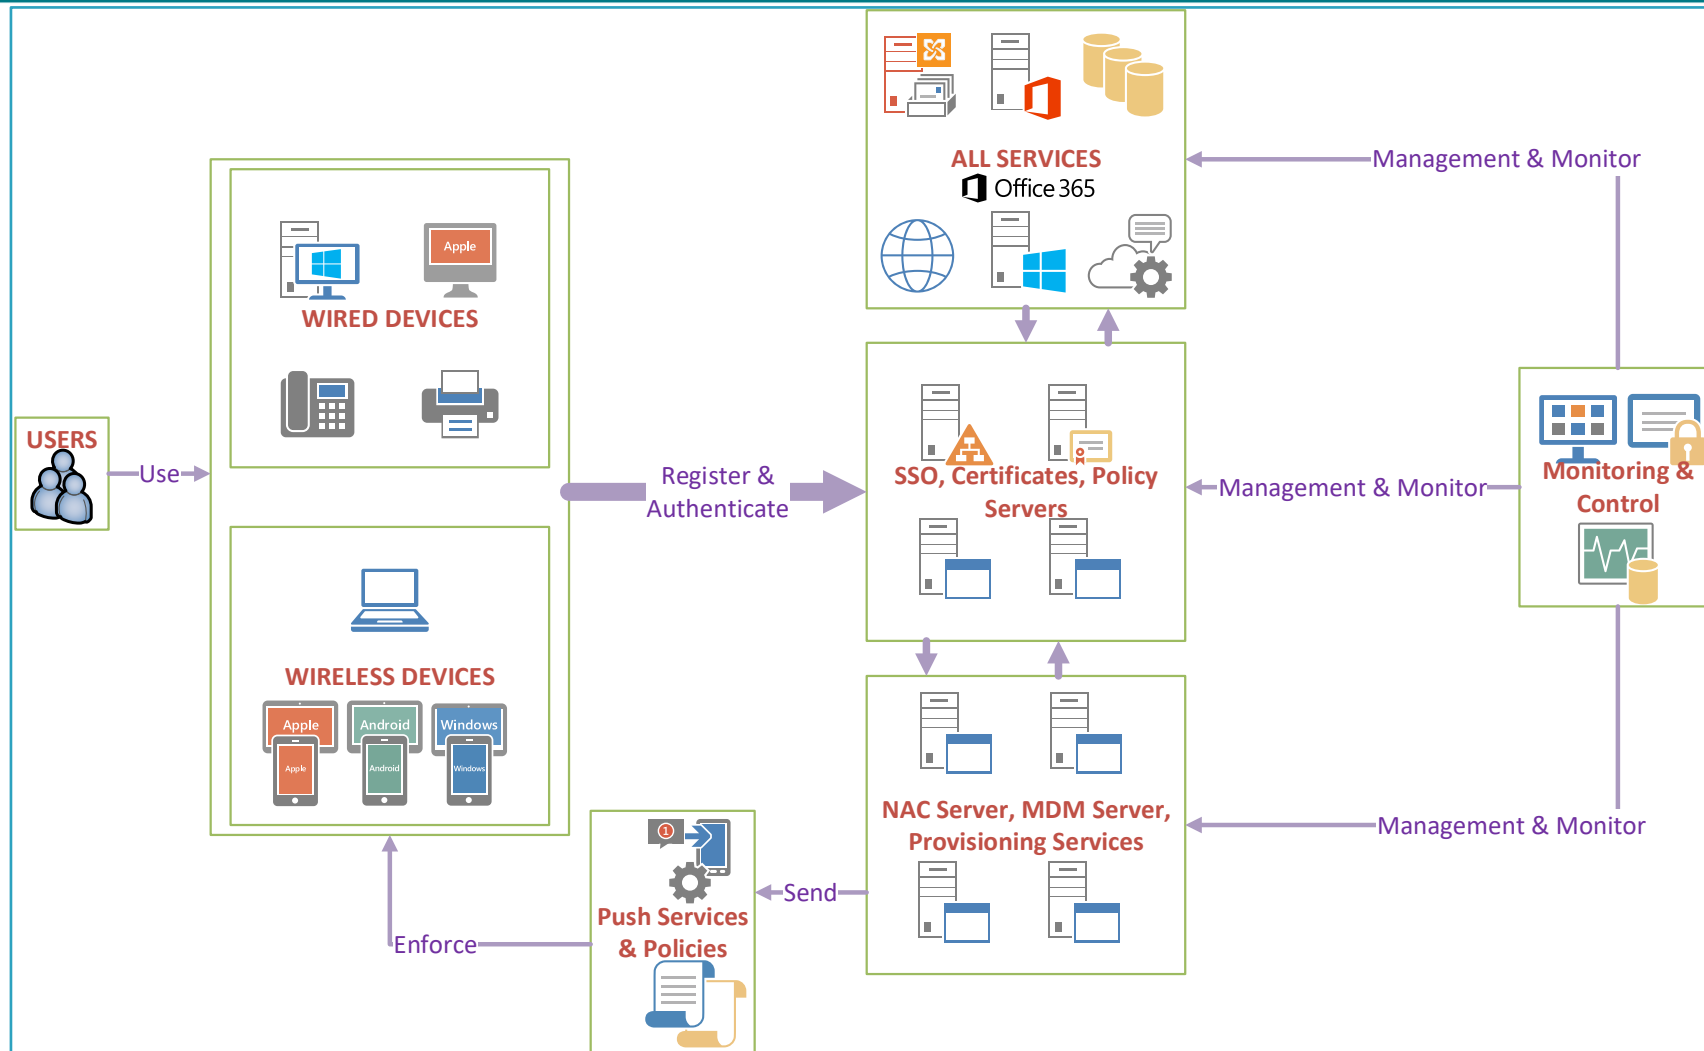 ALL SERVICES
Office 365
Management & Monitor
Apple
WIRED DEVICES
USERS
Use
Register &
Authenticate
SSO, Certificates, Policy
Servers
Management & Monitor
Monitoring &
Control
WIRELESS DEVICES
Apple
Android
Windows
Apple
Android
Windows
NAC Server, MDM Server,
Provisioning Services
Management & Monitor
1
Send
Push Services
& Policies
Enforce